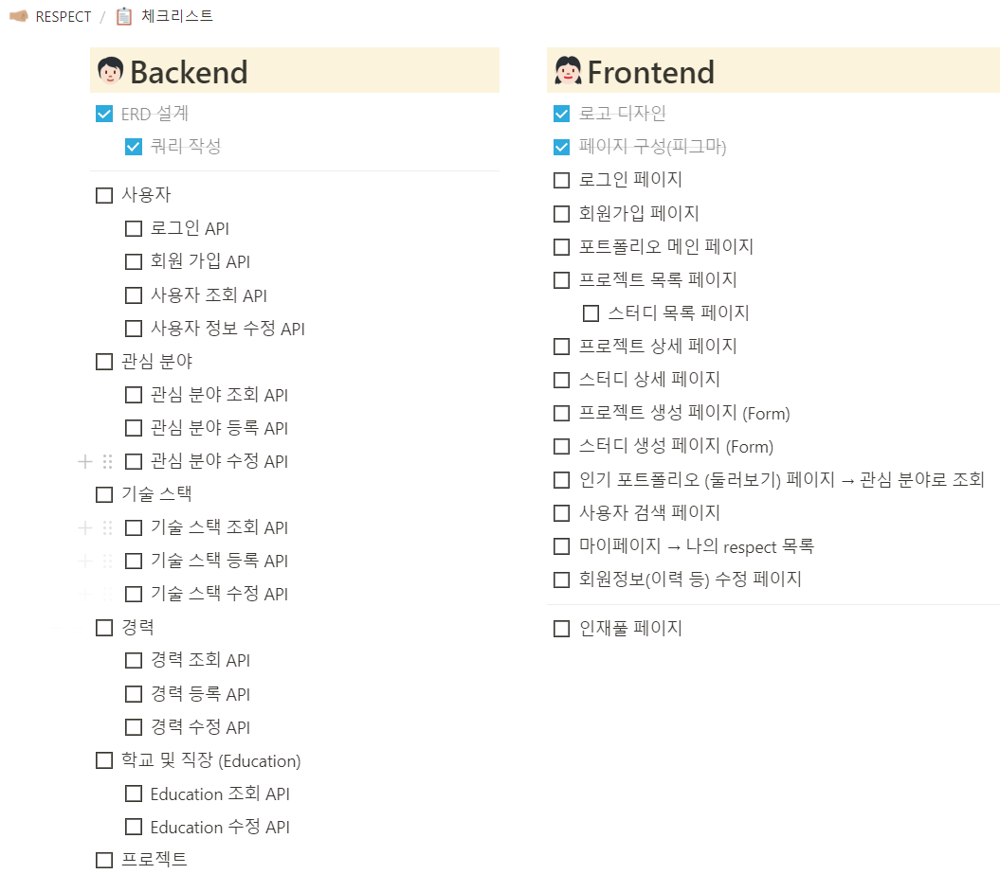 RESPECT / 체크리스트
Backend
ERD 설계
쿼리 작성
사용자
로그인 API
회원 가입 API
사용자 조회 API
사용자 정보 수정 API
관심 분야
관심 분야 조회 API
관심 분야 등록 API
관심 분야 수정 API
기술 스택
기술 스택 조회 API
기술 스택 등록 API
기술 스택 수정 API
경력
경력 조회 API
경력 등록 API
경력 수정 API
학교 및 직장 (Education)
Education 조회 API
Education 수정 API
프로젝트
Frontend
로고 디자인
페이지 구성(피그마)
로그인 페이지
회원가입 페이지
포트폴리오 메인 페이지
프로젝트 목록 페이지
스터디 목록 페이지
프로젝트 상세 페이지
스터디 상세 페이지
프로젝트 생성 페이지 (Form)
스터디 생성 페이지 (Form)
인기 포트폴리오 (둘러보기) 페이지 → 관심 분야로 조회
사용자 검색 페이지
마이페이지 → 나의 respect 목록
회원정보(이력 등) 수정 페이지
인재풀 페이지